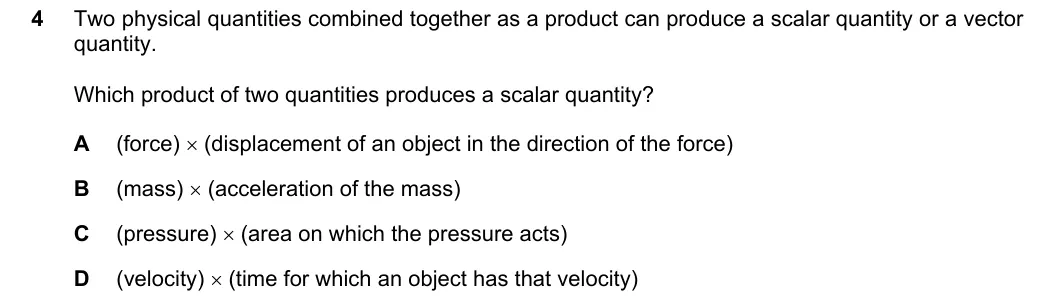 4 Two physical quantities combined together as a product can produce a scalar quantity or a vector
quantity.
Which product of two quantities produces a scalar quantity?
A (force) × (displacement of an object in the direction of the force)
B (mass) × (acceleration of the mass)
C (pressure) × (area on which the pressure acts)
D (velocity) × (time for which an object has that velocity)